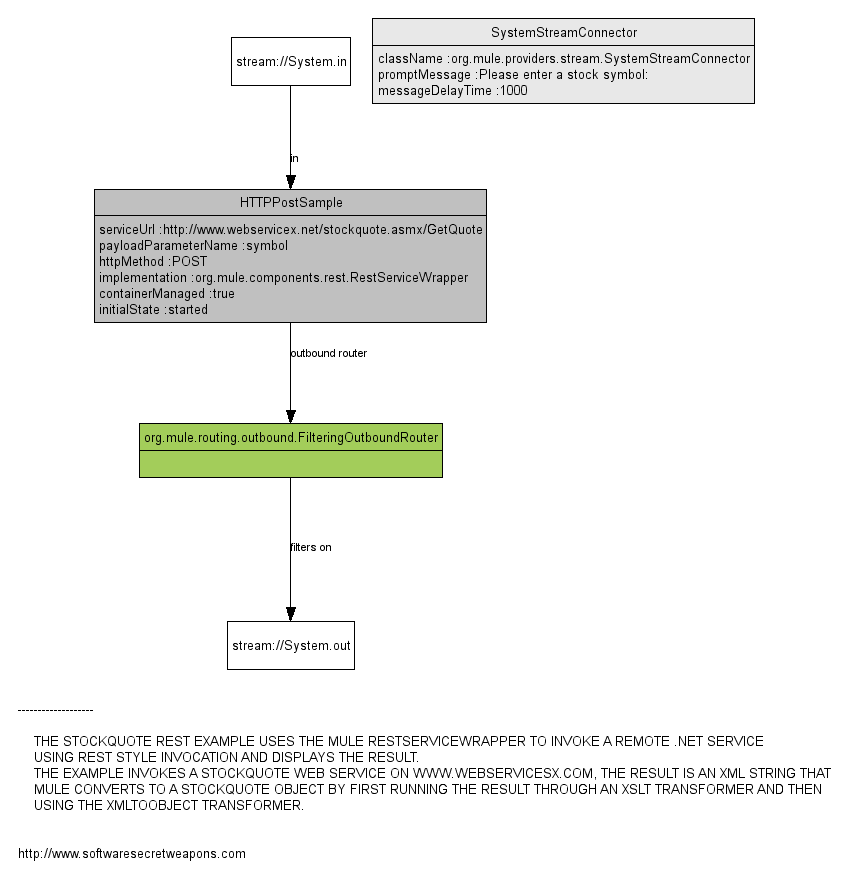 SystemStreamConnector
className :org.mule.providers.stream.SystemStreamConnector
promptMessage :Please enter a stock symbol:
messageDelayTime :1000
stream://System.in
in
HTTPPostSample
serviceUrl :http://www.webservicex.net/stockquote.asmx/GetQuote
payloadParameterName :symbol
httpMethod :POST
implementation :org.mule.components.rest.RestServiceWrapper
containerManaged :true
initialState :started
outbound router
org.mule.routing.outbound.FilteringOutboundRouter
filters on
stream://System.out
-------------------
THE STOCKQUOTE REST EXAMPLE USES THE MULE RESTSERVICEWRAPPER TO INVOKE A REMOTE .NET SERVICE
USING REST STYLE INVOCATION AND DISPLAYS THE RESULT.
THE EXAMPLE INVOKES A STOCKQUOTE WEB SERVICE ON WWW.WEBSERVICESX.COM, THE RESULT IS AN XML STRING THAT
MULE CONVERTS TO A STOCKQUOTE OBJECT BY FIRST RUNNING THE RESULT THROUGH AN XSLT TRANSFORMER AND THEN
USING THE XMLTOOBJECT TRANSFORMER.
http://www.softwaresecretweapons.com